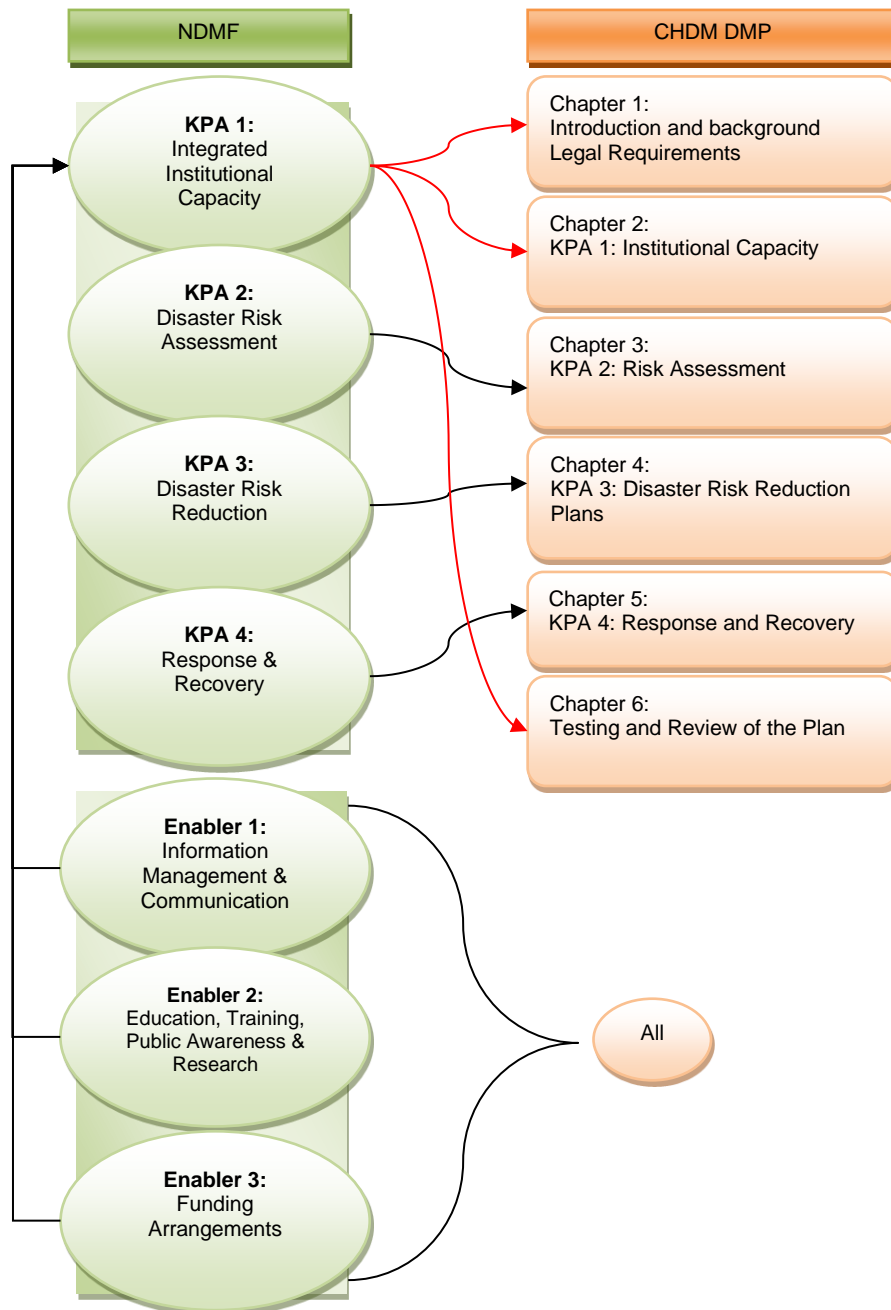 NDMF
CHDM DMP
KPA 1:
Integrated
Institutional
Capacity
KPA 2:
Disaster Risk
Assessment
KPA 3:
Disaster Risk
Reduction
KPA 4:
Response &
Recovery
Chapter 1:
Introduction and background
Legal Requirements
Chapter 2:
KPA 1: Institutional Capacity
Chapter 3:
KPA 2: Risk Assessment
Chapter 4:
KPA 3: Disaster Risk Reduction
Plans
Chapter 5:
KPA 4: Response and Recovery
Chapter 6:
Testing and Review of the Plan
Enabler 1:
Information
Management &
Communication
Enabler 2:
Education, Training,
Public Awareness &
Research
Enabler 3:
Funding
Arrangements
All